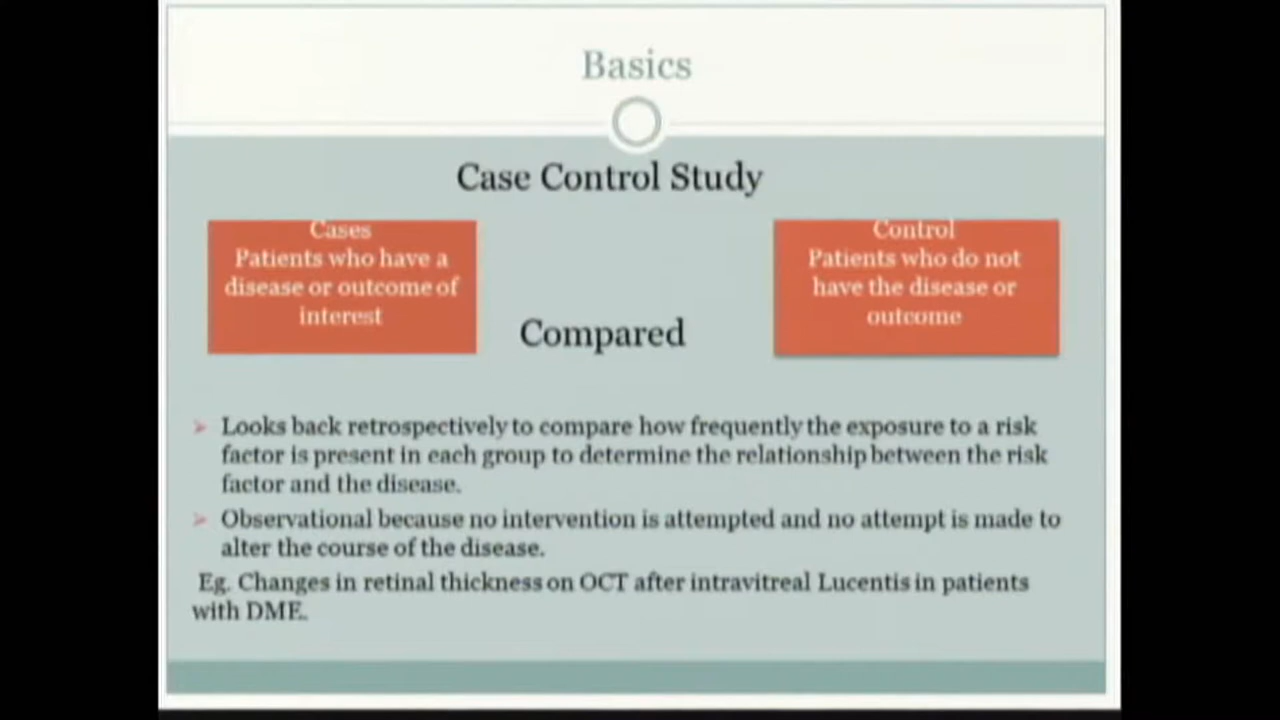 Basics
Case Control Study
Cases
Patients who have a
disease or outcome of
interest
Control
Patients who do not
have the disease or
outcome
Compared
➢ Looks back retrospectively to compare how frequently the exposure to a risk
factor is present in each group to determine the relationship between the risk
factor and the disease.
➢ Observational because no intervention is attempted and no attempt is made to
alter the course of the disease.
Eg. Changes in retinal thickness on OCT after intravitreal Lucentis in patients
with DME.